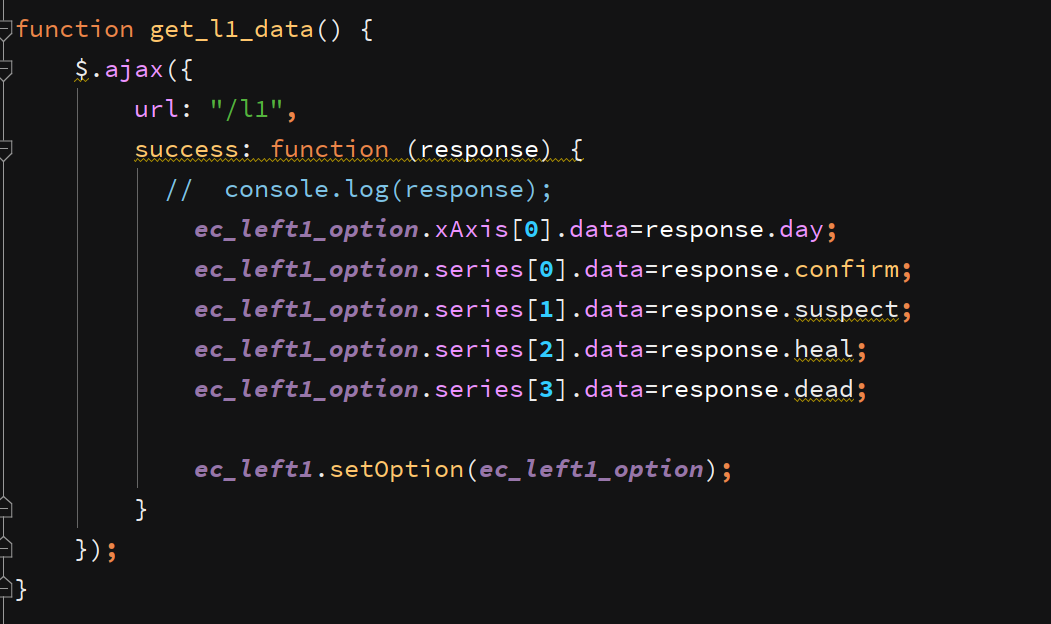 function get_l1_data() {
    $.ajax({
        url: "/l1",
        success: function (response) {
          //  console.log(response);
            ec_left1_option.xAxis[0].data=response.day;
            ec_left1_option.series[0].data=response.confirm;
            ec_left1_option.series[1].data=response.suspect;
            ec_left1_option.series[2].data=response.heal;
            ec_left1_option.series[3].data=response.dead;

            ec_left1.setOption(ec_left1_option);
        }
    });
}